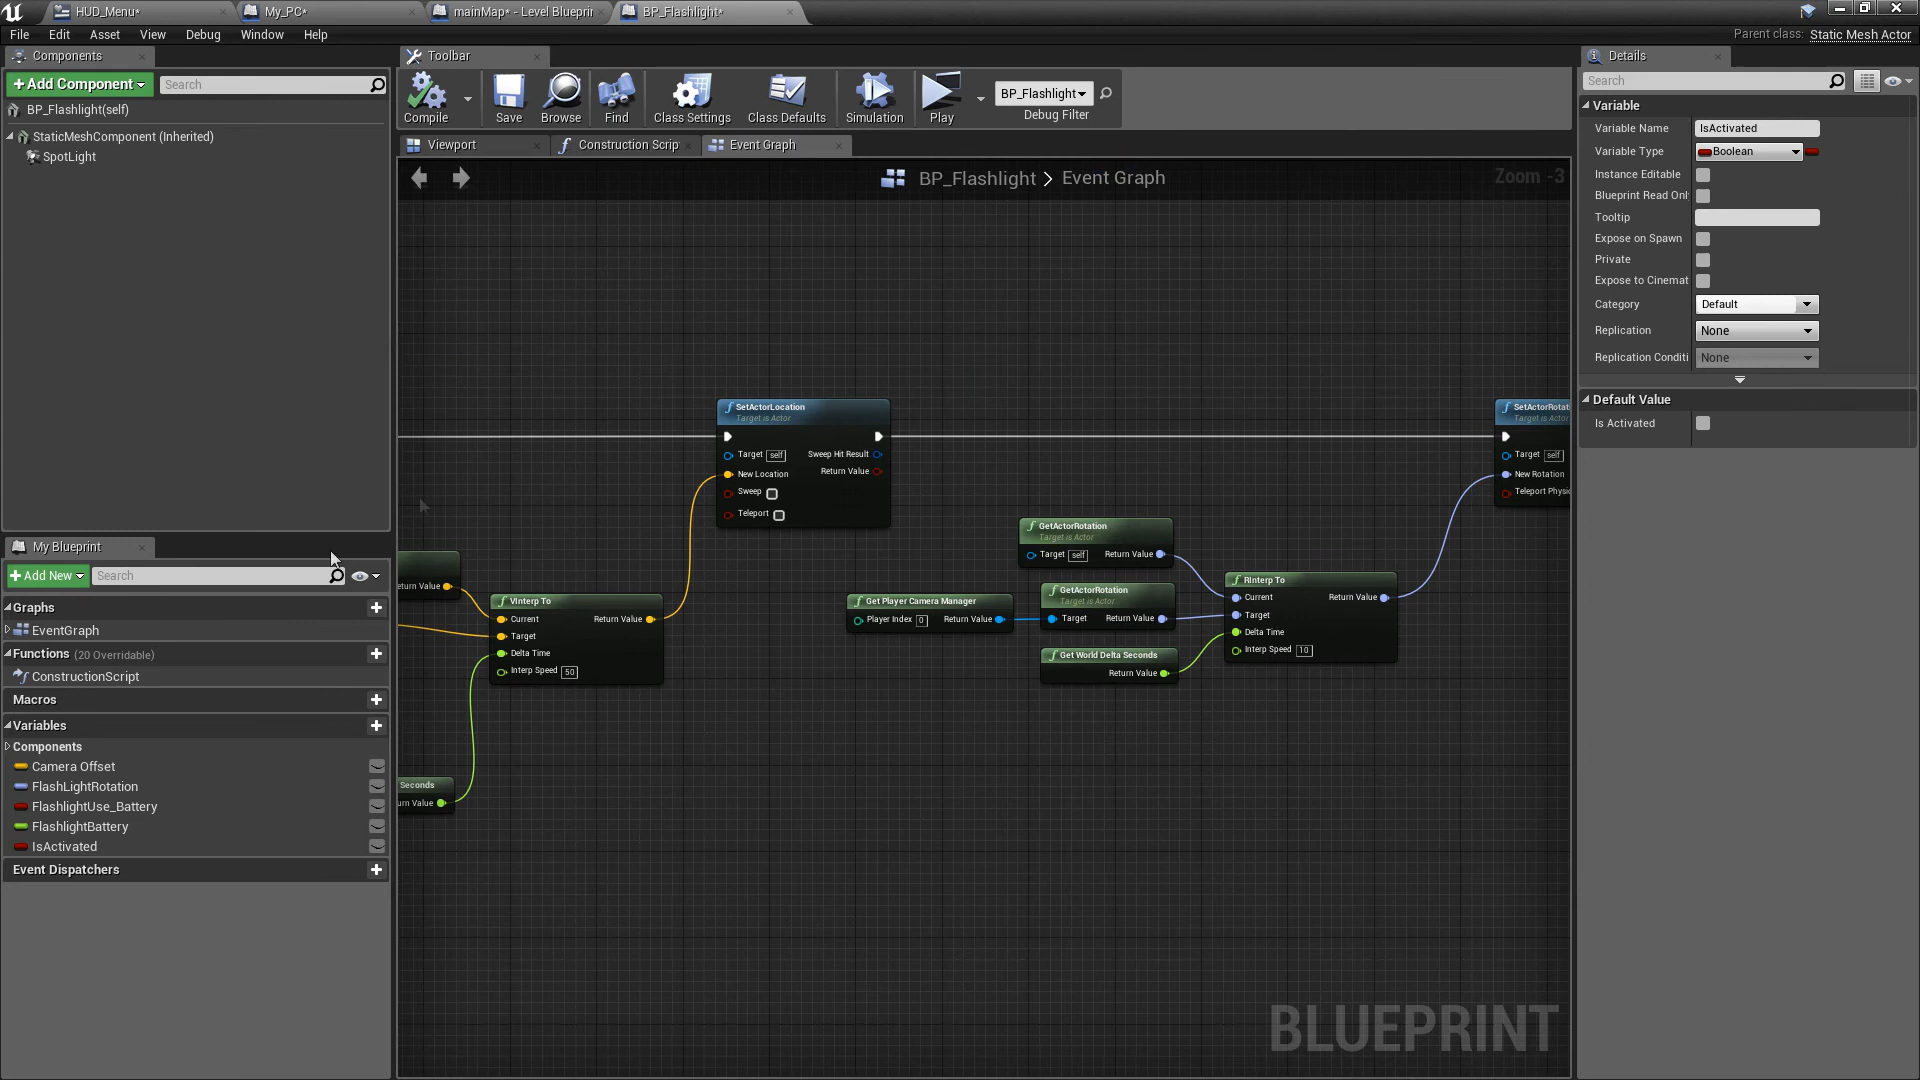 HUD_Menu*
My_PC*
mainMap* - Level Blueprin
BP_Flashlight*
File Edit Asset View Debug Window Help
Parent class: Static Mesh Actor
Components
+ Add Component
Search
BP_Flashlight(self)
StaticMeshComponent (Inherited)
SpotLight
Toolbar
Compile
Save
Browse
Find
Class Settings
Class Defaults
Simulation
Play
BP_Flashlight
Debug Filter
Viewport
Construction Scrip
Event Graph
BP_Flashlight > Event Graph
Zoom -3
SetActorLocation
Target is Actor
Target self
Sweep Hit Result
New Location
Return Value
Sweep
Teleport
SetActorRotati
Target is Actor
Target self
New Rotation
Teleport Physic
GetActorRotation
Target is Actor
Target self Return Value
Get Player Camera Manager
Player Index 0 Return Value
GetActorRotation
Target is Actor
Target Return Value
Get World Delta Seconds
Return Value
RInterp To
Current Return Value
Target
Delta Time
Interp Speed 10
eturn Value
VInterp To
Current Return Value
Target
Delta Time
Interp Speed 50
Seconds
urn Value
BLUEPRINT
My Blueprint
+ Add New
Search
Graphs
EventGraph
Functions (20 Overridable)
ConstructionScript
Macros
Variables
Components
Camera Offset
FlashLightRotation
FlashlightUse_Battery
FlashlightBattery
IsActivated
Event Dispatchers
Details
Search
Variable
Variable Name IsActivated
Variable Type Boolean
Instance Editable
Blueprint Read Onl
Tooltip
Expose on Spawn
Private
Expose to Cinemat
Category Default
Replication None
Replication Conditi None
Default Value
Is Activated